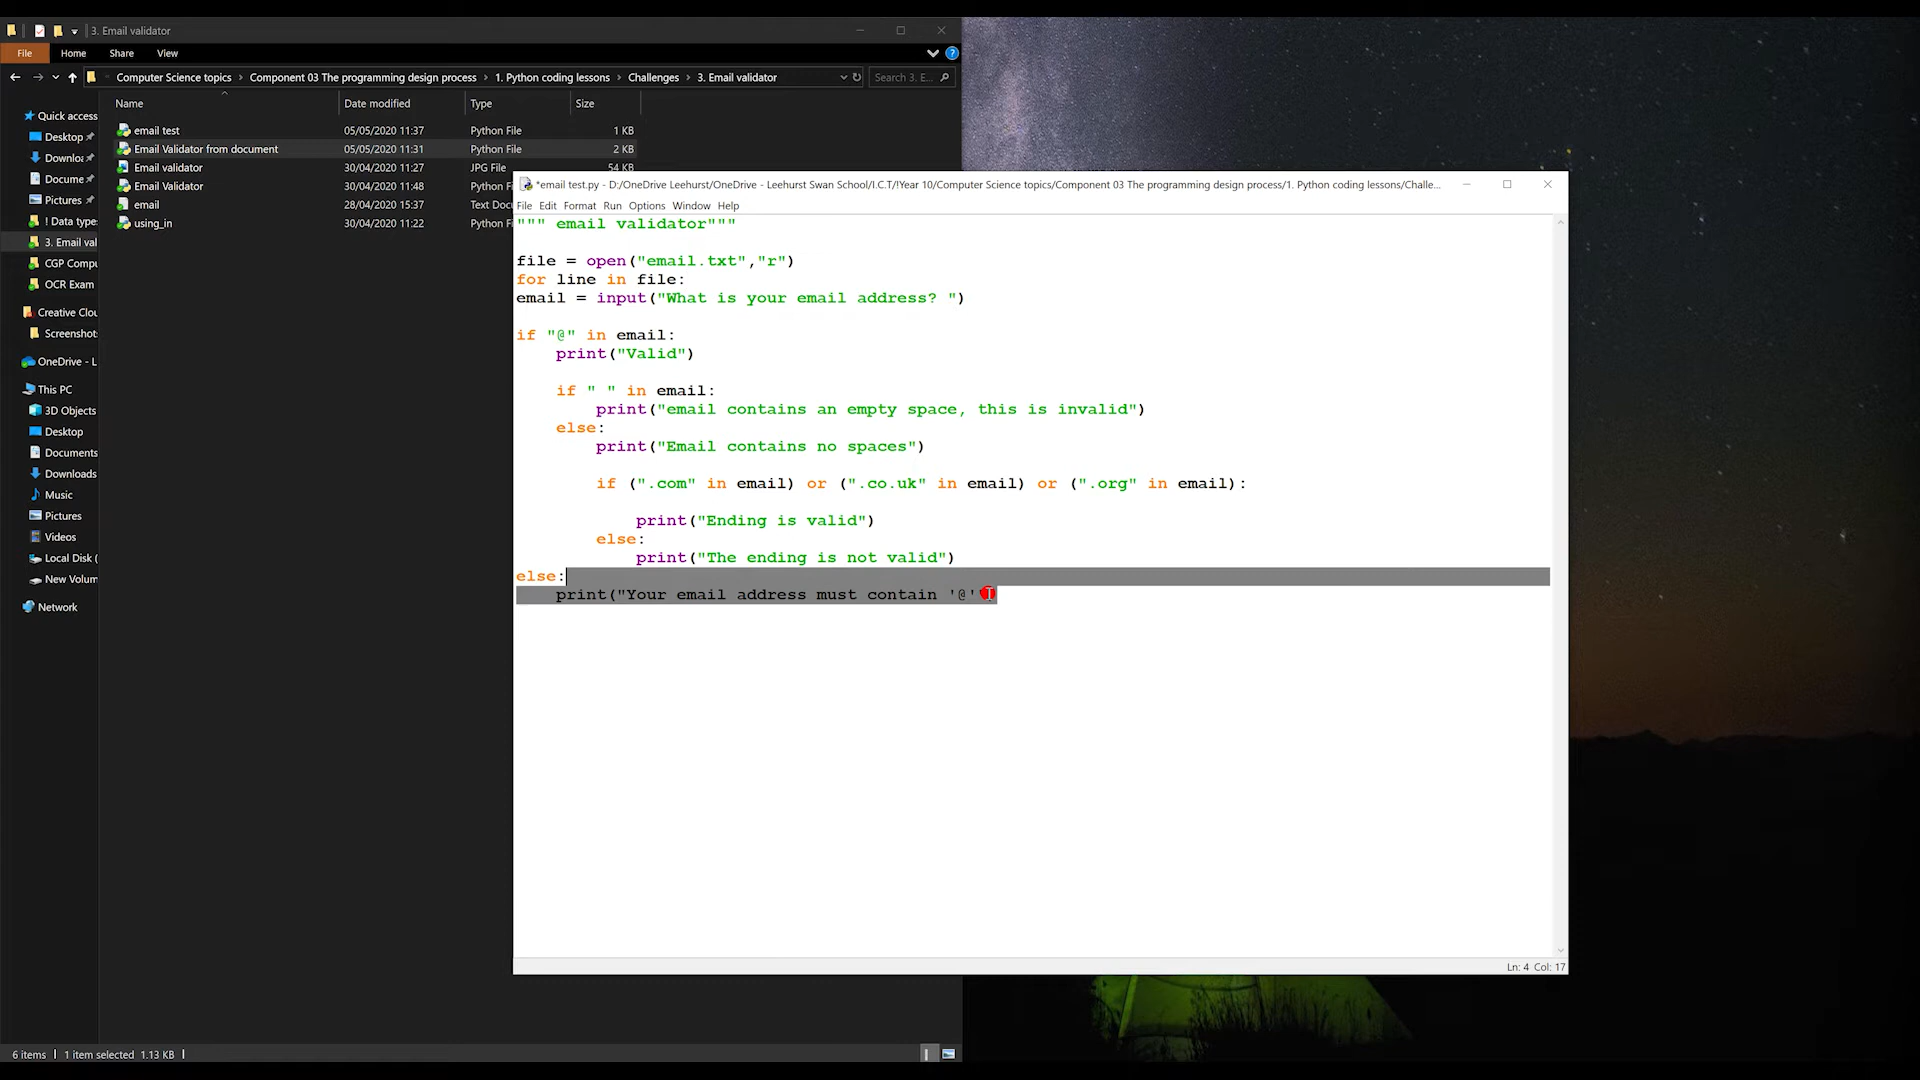 3. Email validator
File Home Share View
Computer Science topics > Component 03 The programming design process > 1. Python coding lessons > Challenges > 3. Email validator
Search 3. E...
Name Date modified Type Size
email test 05/05/2020 11:37 Python File 1 KB
Email Validator from document 05/05/2020 11:31 Python File 2 KB
Email validator 30/04/2020 11:27 JPG File 54 KB
Email Validator 30/04/2020 11:48 Python Fi
email 28/04/2020 15:37 Text Docu
using_in 30/04/2020 11:22 Python Fi
Quick access
Desktop
Downloa
Docume
Pictures
! Data type
3. Email val
CGP Compu
OCR Exam
Creative Clou
Screenshots
OneDrive - L
This PC
3D Objects
Desktop
Documents
Downloads
Music
Pictures
Videos
Local Disk (
New Volum
Network
6 items 1 item selected 1.13 KB
*email test.py - D:/OneDrive Leehurst/OneDrive - Leehurst Swan School/I.C.T/!Year 10/Computer Science topics/Component 03 The programming design process/1. Python coding lessons/Challe...
File Edit Format Run Options Window Help
""" email validator"""
file = open("email.txt","r")
for line in file:
email = input("What is your email address? ")
if "@" in email:
print("Valid")
if " " in email:
print("email contains an empty space, this is invalid")
else:
print("Email contains no spaces")
if (".com" in email) or (".co.uk" in email) or (".org" in email):
print("Ending is valid")
else:
print("The ending is not valid")
else:
print("Your email address must contain '@'
Ln: 4 Col: 17